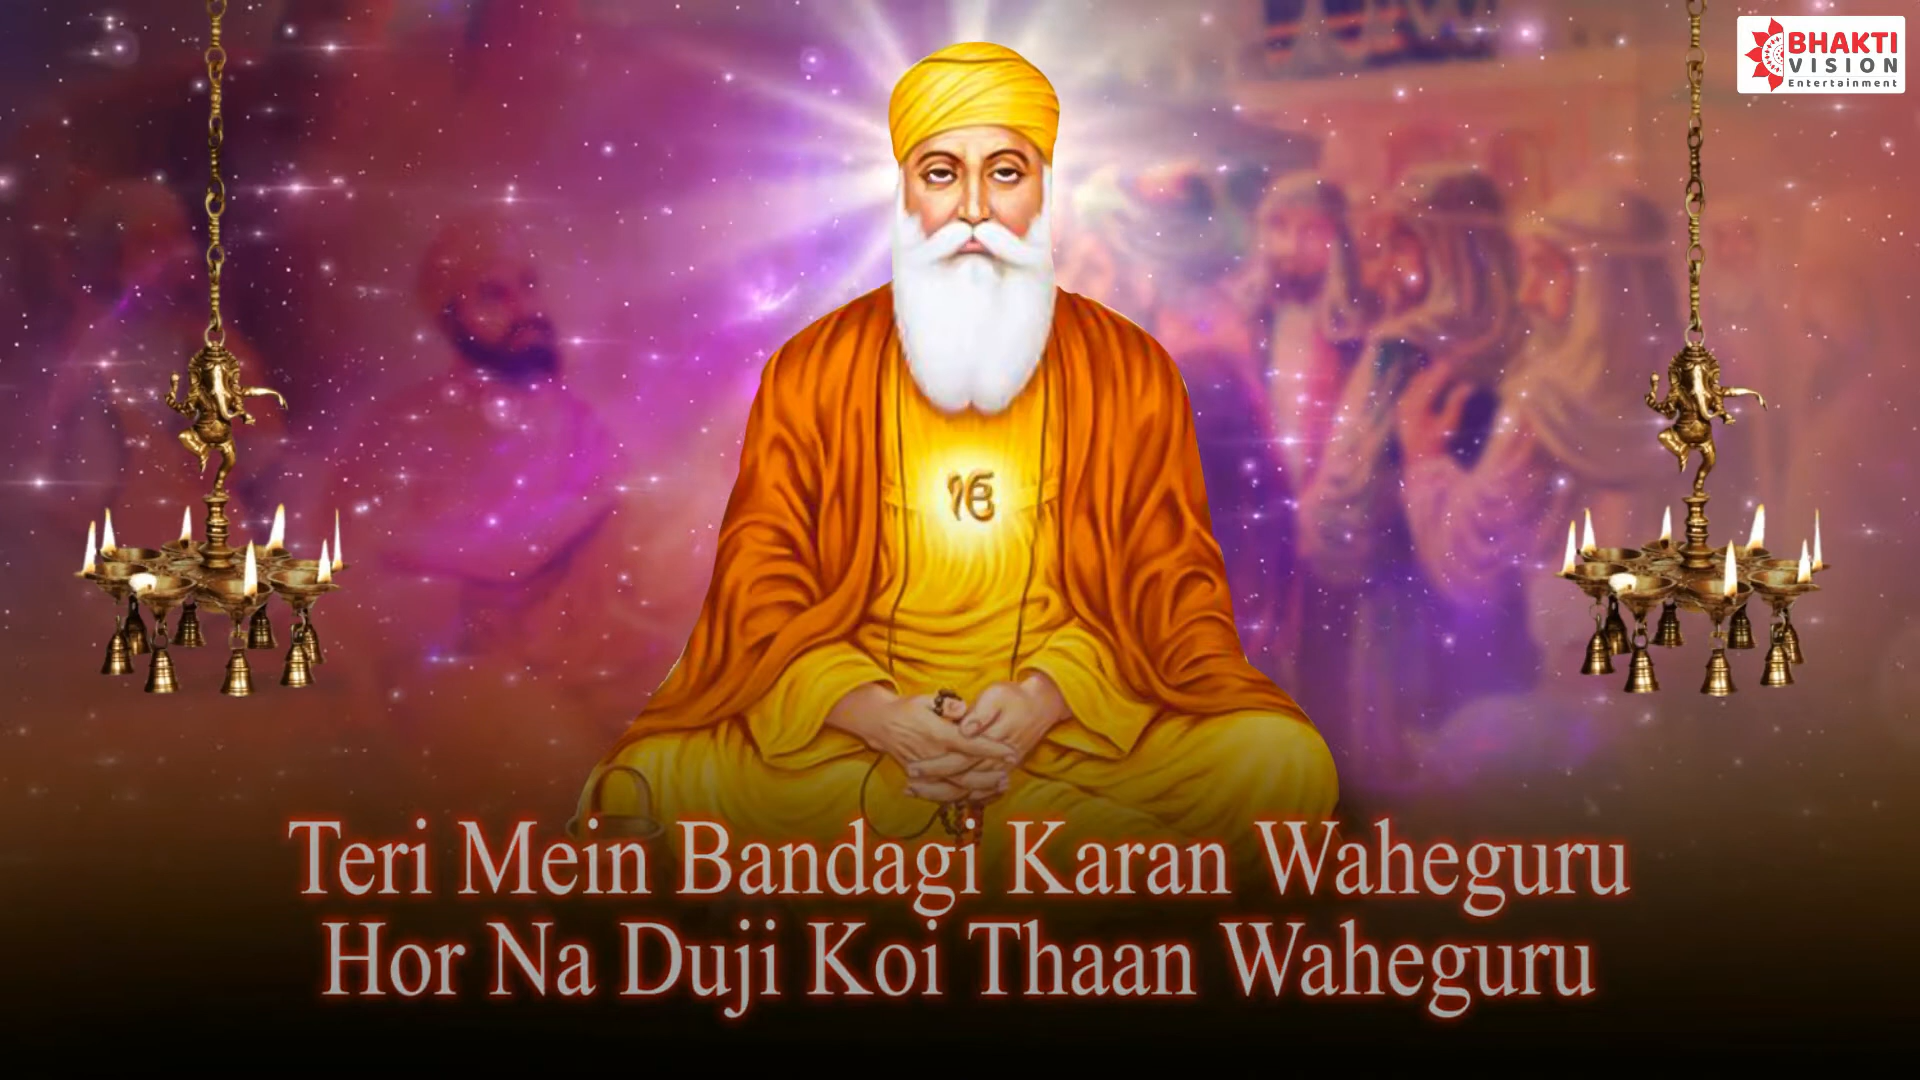 BHAKTI
VISION
Entertainment
ੴ
Teri Mein Bandagi Karan Waheguru
Hor Na Duji Koi Thaan Waheguru